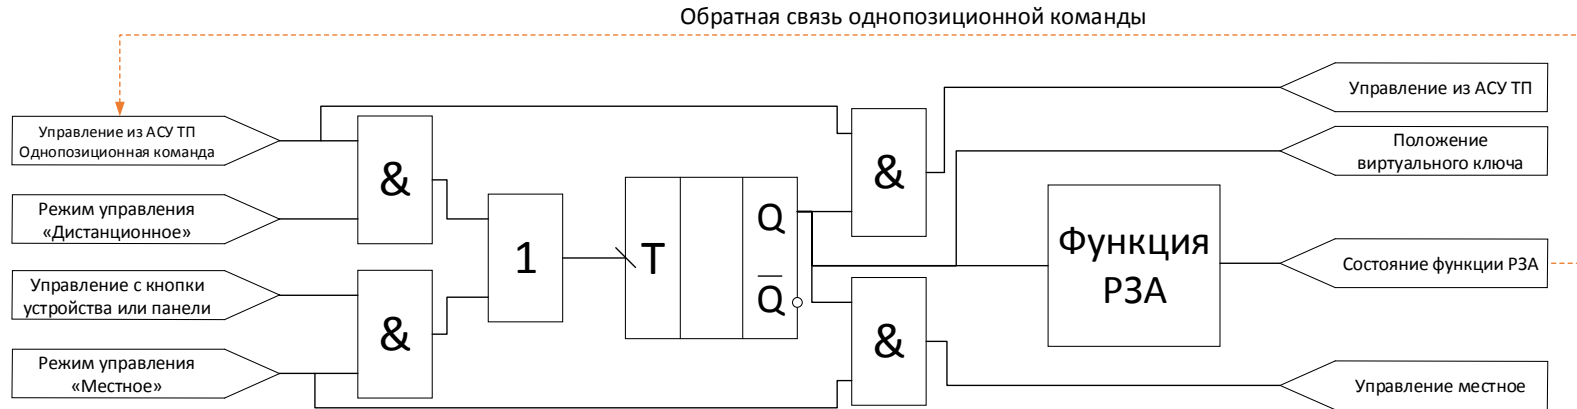 Обратная связь однопозиционной команды
Управление из АСУ ТП
Однопозиционная команда
Режим управления
«Дистанционное»
Управление с кнопки
устройства или панели
Режим управления
«Местное»
&
&
1
T
Q
Q
&
&
Функция
РЗА
Управление из АСУ ТП
Положение
виртуального ключа
Состояние функции РЗА
Управление местное